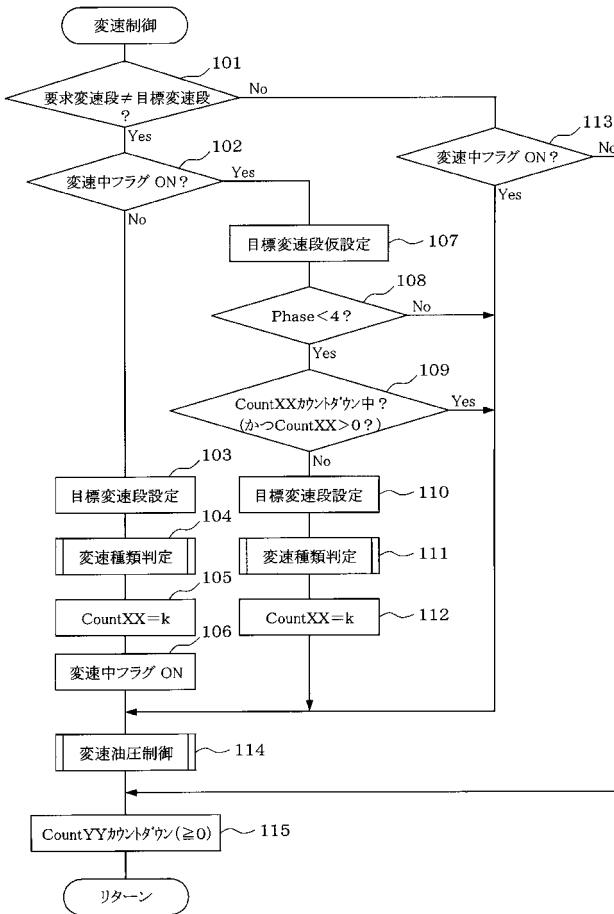 変速制御
101
要求変速段≠目標変速段
?
No
Yes
102
113
変速中フラグ ON?
Yes
No
変速中フラグ ON?
No
Yes
目標変速段仮設定
107
108
Phase<4?
No
Yes
109
CountXXカウントダウン中?
(かつCountXX>0?)
Yes
No
103
目標変速段設定
目標変速段設定
110
104
変速種類判定
変速種類判定
111
105
CountXX=k
CountXX=k
112
106
変速中フラグ ON
変速油圧制御
114
CountYYカウントダウン(≧0)
115
リターン